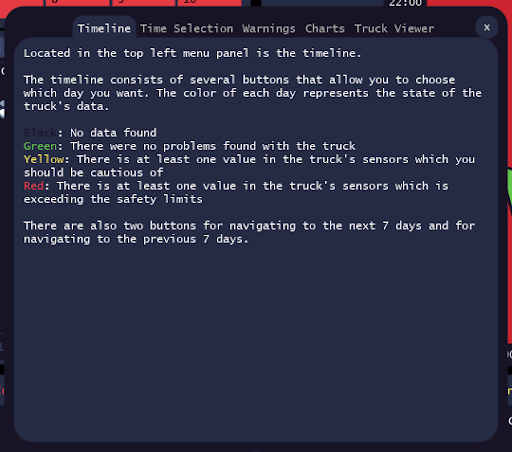 22:00
Timeline Time Selection Warnings Charts Truck Viewer x
Located in the top left menu panel is the timeline.
The timeline consists of several buttons that allow you to choose
which day you want. The color of each day represents the state of the
truck's data.
Black: No data found
Green: There were no problems found with the truck
Yellow: There is at least one value in the truck's sensors which you
should be cautious of
Red: There is at least one value in the truck's sensors which is
exceeding the safety limits
There are also two buttons for navigating to the next 7 days and for
navigating to the previous 7 days.